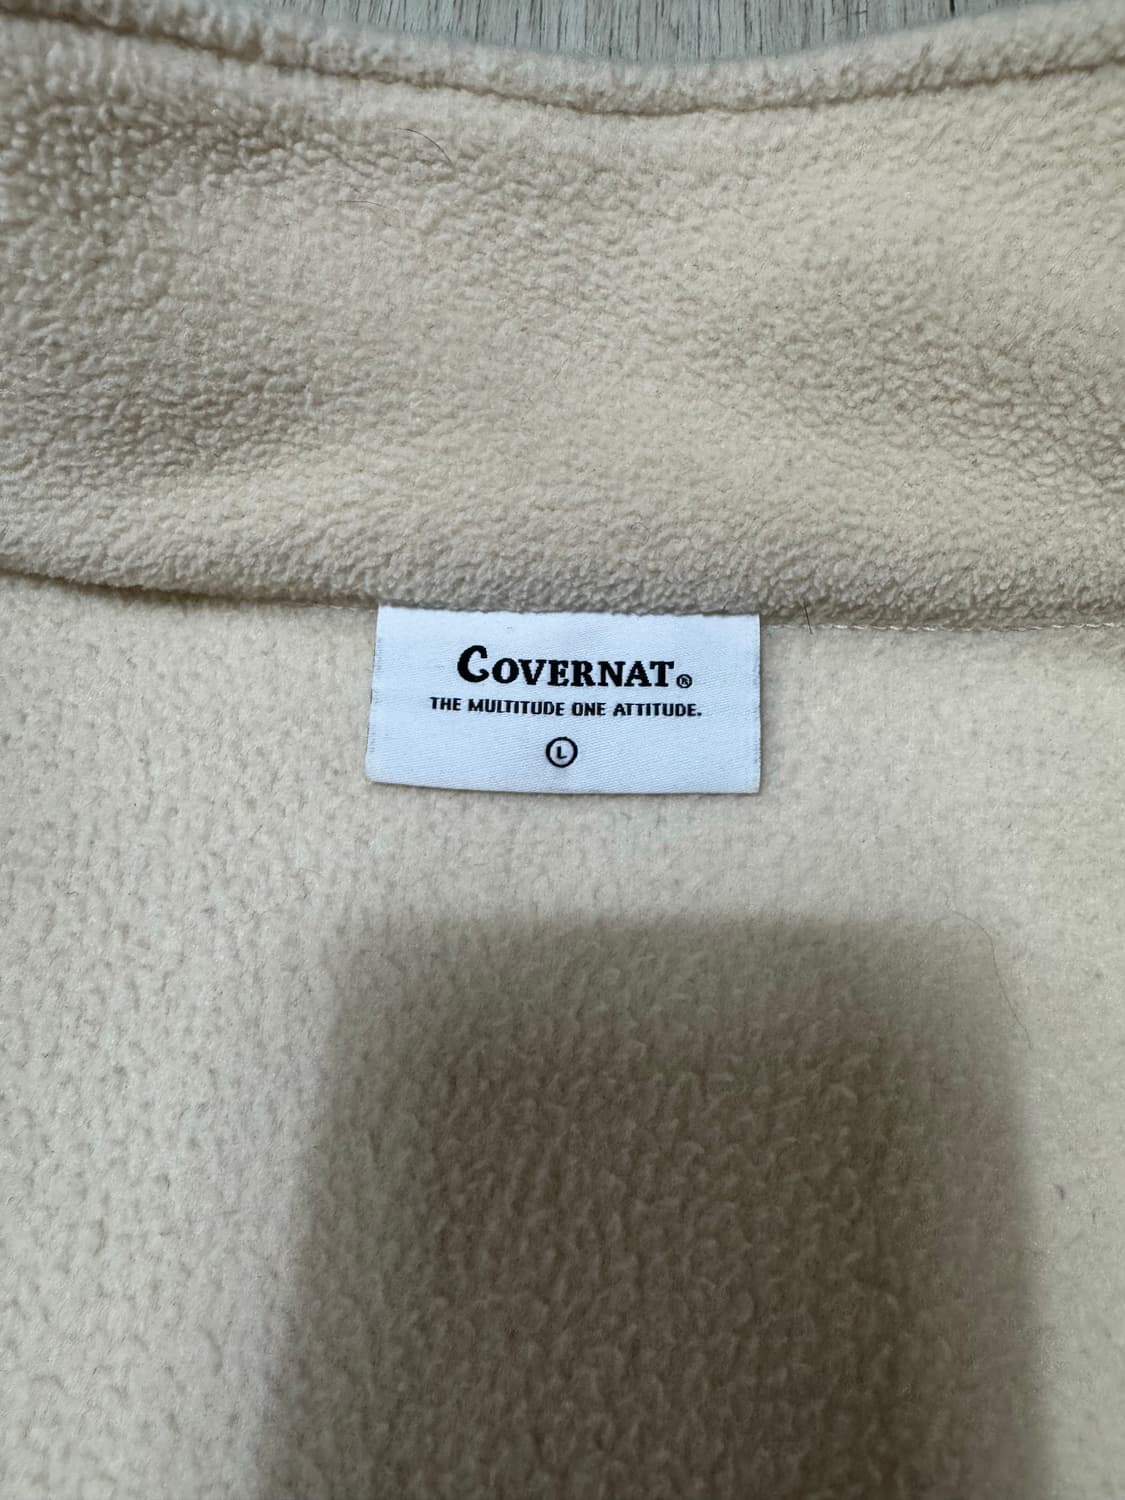 COVERNAT®
THE MULTITUDE ONE ATTITUDE.
L